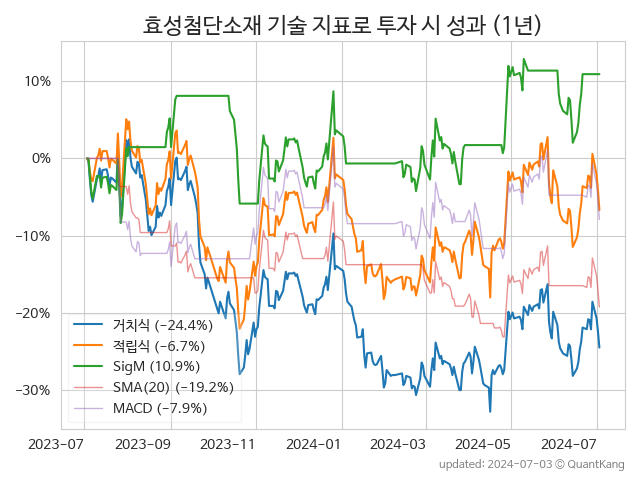 효성첨단소재 기술 지표로 투자 시 성과 (1년)
10%
0%
−10%
−20%
−30%
거치식 (−24.4%)
적립식 (−6.7%)
SigM (10.9%)
SMA(20) (−19.2%)
MACD (−7.9%)
2023-07 2023-09 2023-11 2024-01 2024-03 2024-05 2024-07
updated: 2024-07-03 ⓒ QuantKang